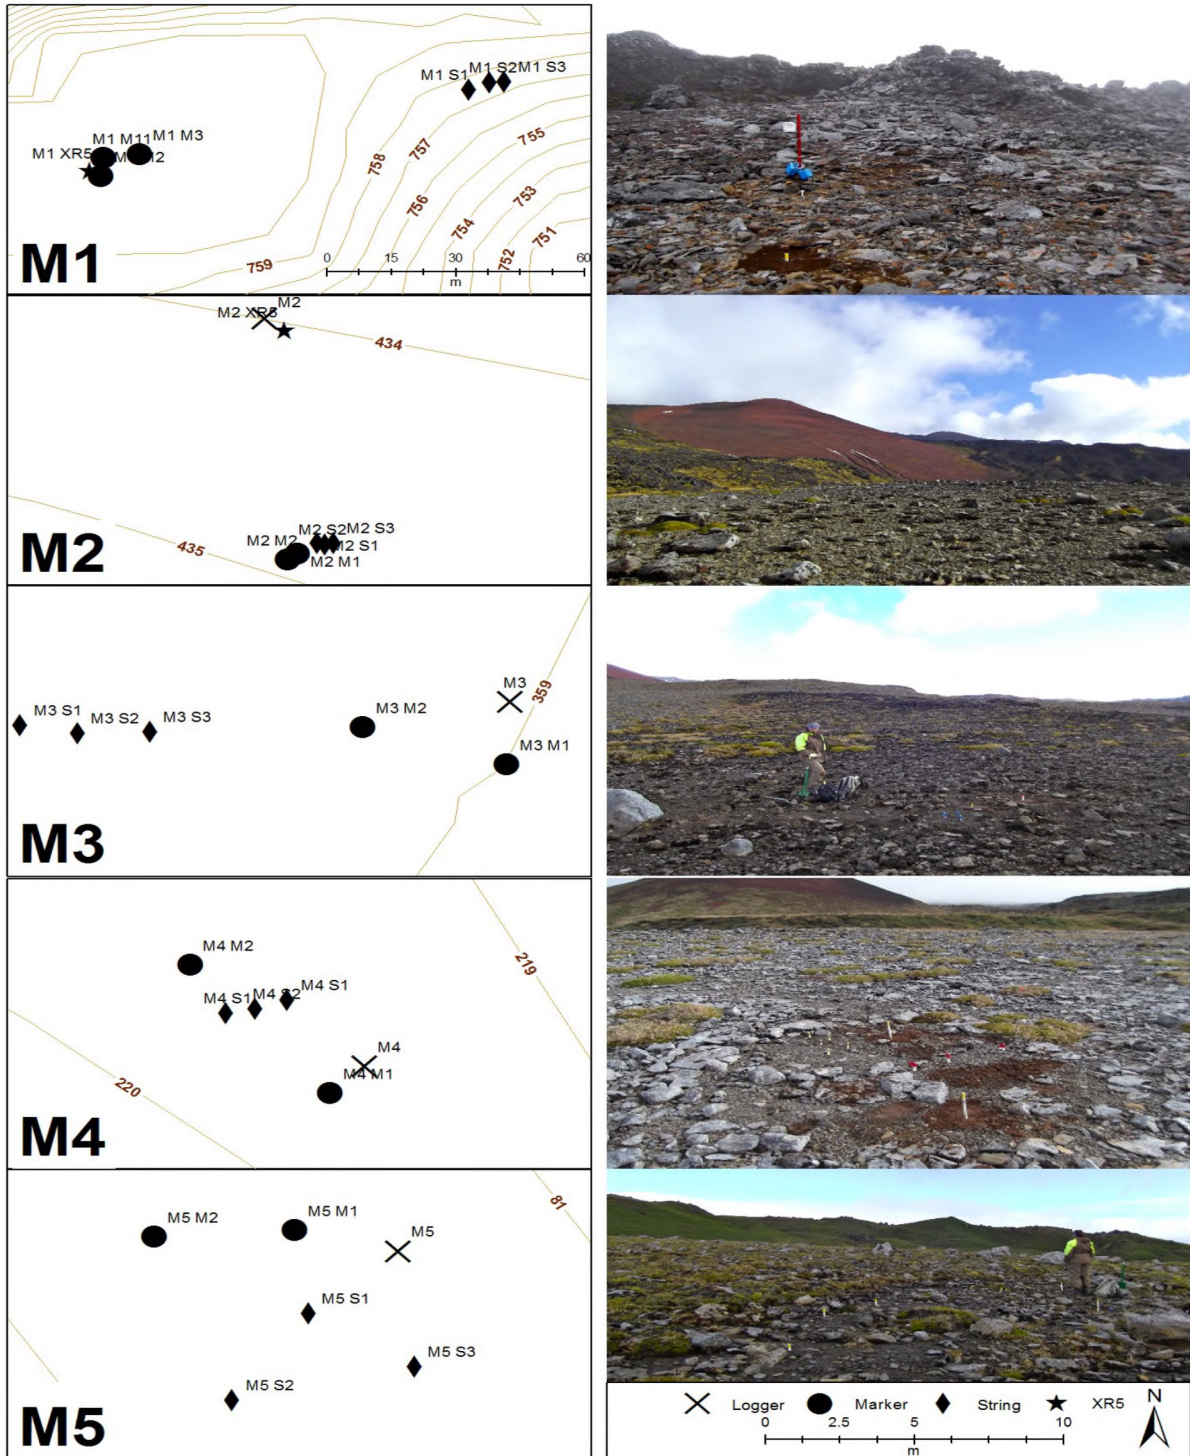 M1 S1 M1 S2 M1 S3
M1 M11 M1 M3
M1 XR5
755
757
758
753
756
754
751
752
759
0 15 30 60
m
M1
M2
M2 XR5
434
M2 S2 M2 S3
M2 M2
M2 S1
M2 M1
435
M2
M3
359
M3 S1
M3 S2
M3 S3
M3 M2
M3 M1
M3
M4 M2
219
M4 S1
M4 S2
M4 S1
M4
M4 M1
220
M4
81
M5 M2
M5 M1
M5
M5 S1
M5 S3
M5 S2
M5
Logger Marker String XR5 N
0 2.5 5 10
m